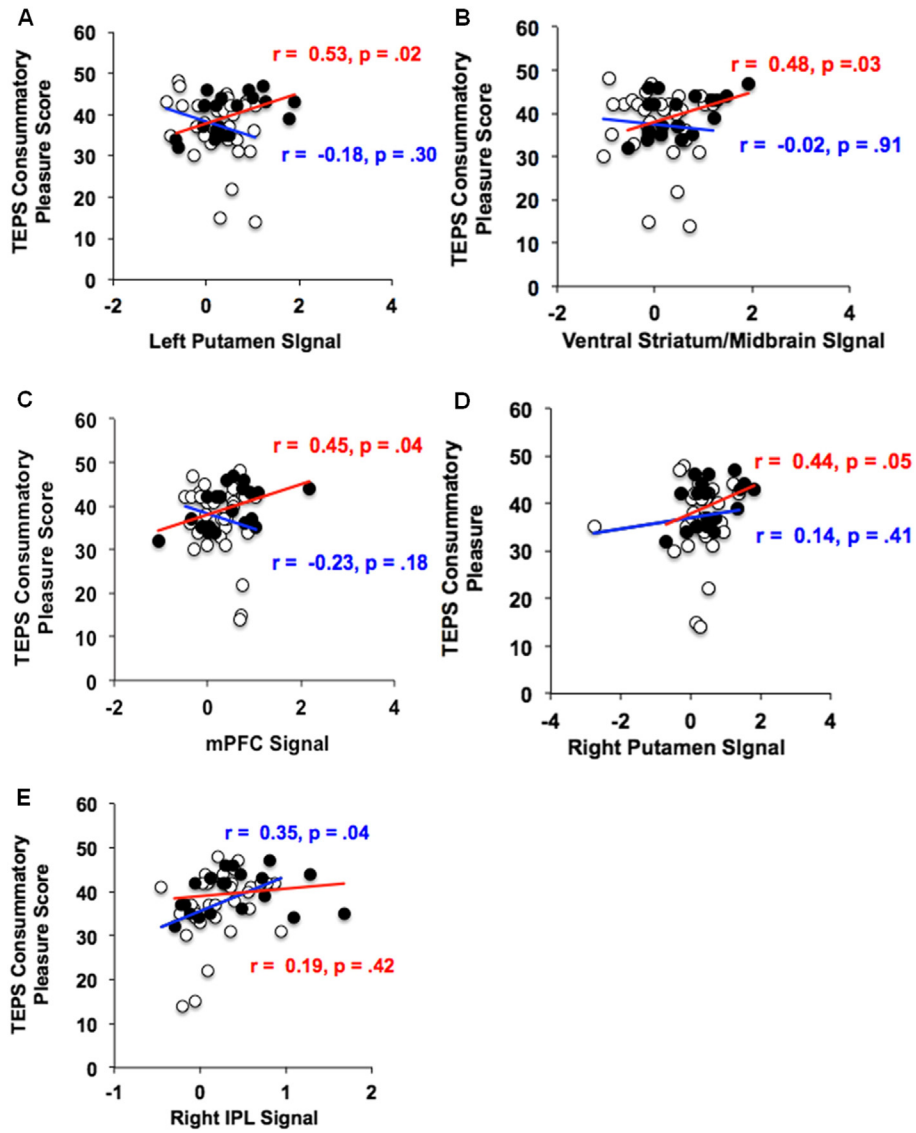 A
r = 0.53, p = .02
60
50
40
30
20
10
0
TEPS Consummatory
Pleasure Score
r = -0.18, p = .30
-2 0 2 4
Left Putamen SIgnal
B
r = 0.48, p =.03
60
50
40
30
20
10
0
TEPS Consummatory
Pleasure Score
r = -0.02, p = .91
-2 0 2 4
Ventral Striatum/Midbrain SIgnal
C
r = 0.45, p = .04
60
50
40
30
20
10
0
TEPS Consummatory
Pleasure Score
r = -0.23, p = .18
-2 0 2 4
mPFC Signal
D
r = 0.44, p = .05
60
50
40
30
20
10
0
TEPS Consummatory
Pleasure
r = 0.14, p = .41
-4 -2 0 2 4
Right Putamen SIgnal
E
r = 0.35, p = .04
60
50
40
30
20
10
0
TEPS Consummatory
Pleasure Score
r = 0.19, p = .42
-1 0 1 2
Right IPL Signal